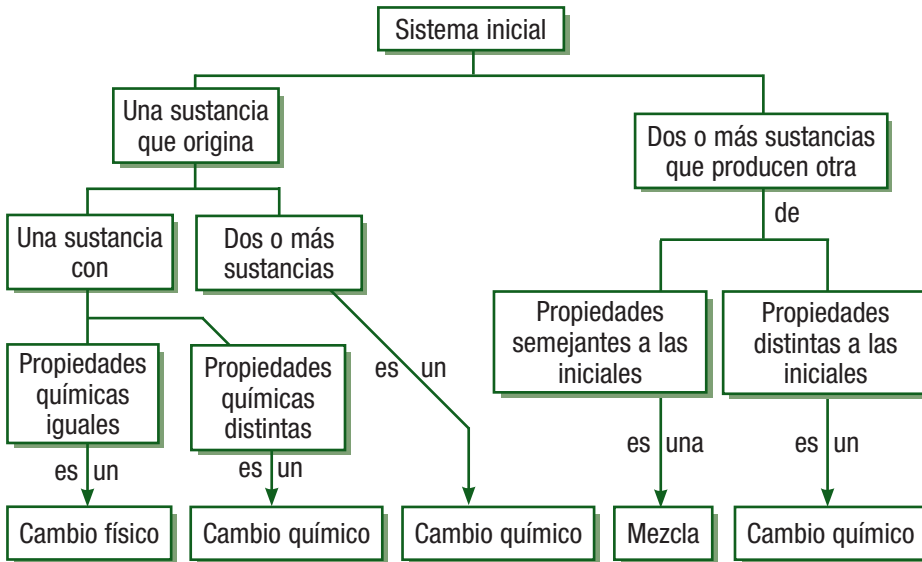 Sistema inicial
Una sustancia
que origina
Dos o más sustancias
que producen otra
de
Una sustancia
con
Dos o más
sustancias
Propiedades
semejantes a las
iniciales
Propiedades
distintas a las
iniciales
Propiedades
químicas
iguales
Propiedades
químicas
distintas
es un
es una
es un
es un
es un
Cambio físico
Cambio químico
Cambio químico
Mezcla
Cambio químico